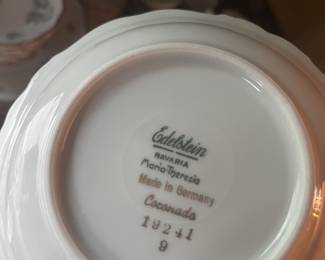 Edelstein
BAVARIA
Maria-Theresia
Made in Germany
Coronado
19241
9